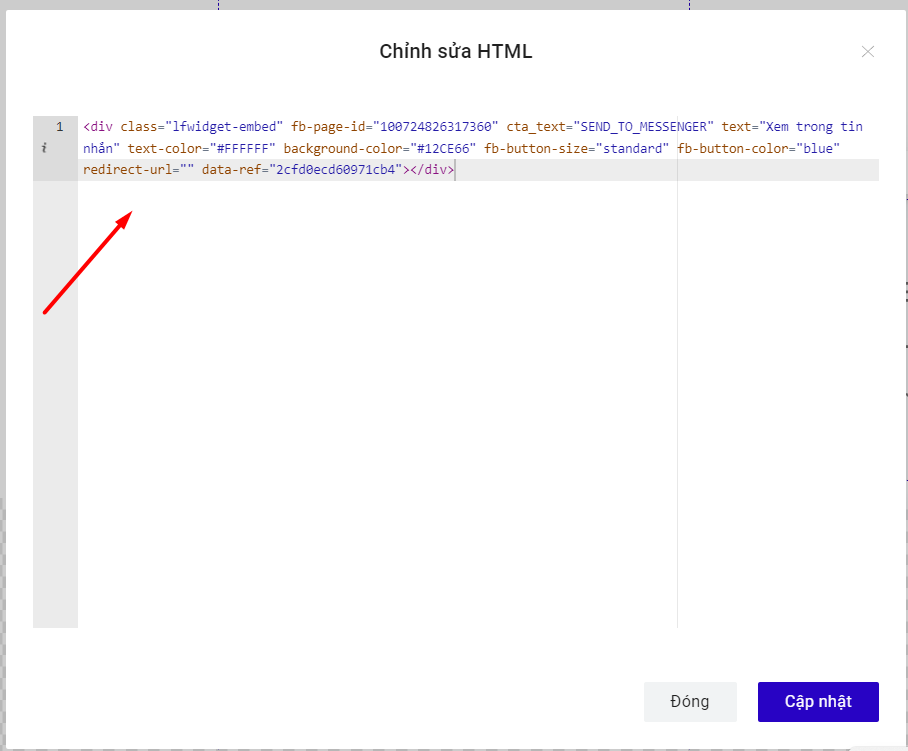 Chỉnh sửa HTML
1 <div class="lfwidget-embed" fb-page-id="100724826317360" cta_text="SEND_TO_MESSENGER" text="Xem trong tin
i nhắn" text-color="#FFFFFF" background-color="#12CE66" fb-button-size="standard" fb-button-color="blue"
redirect-url="" data-ref="2cfd0ecd60971cb4"></div>
Đóng
Cập nhật